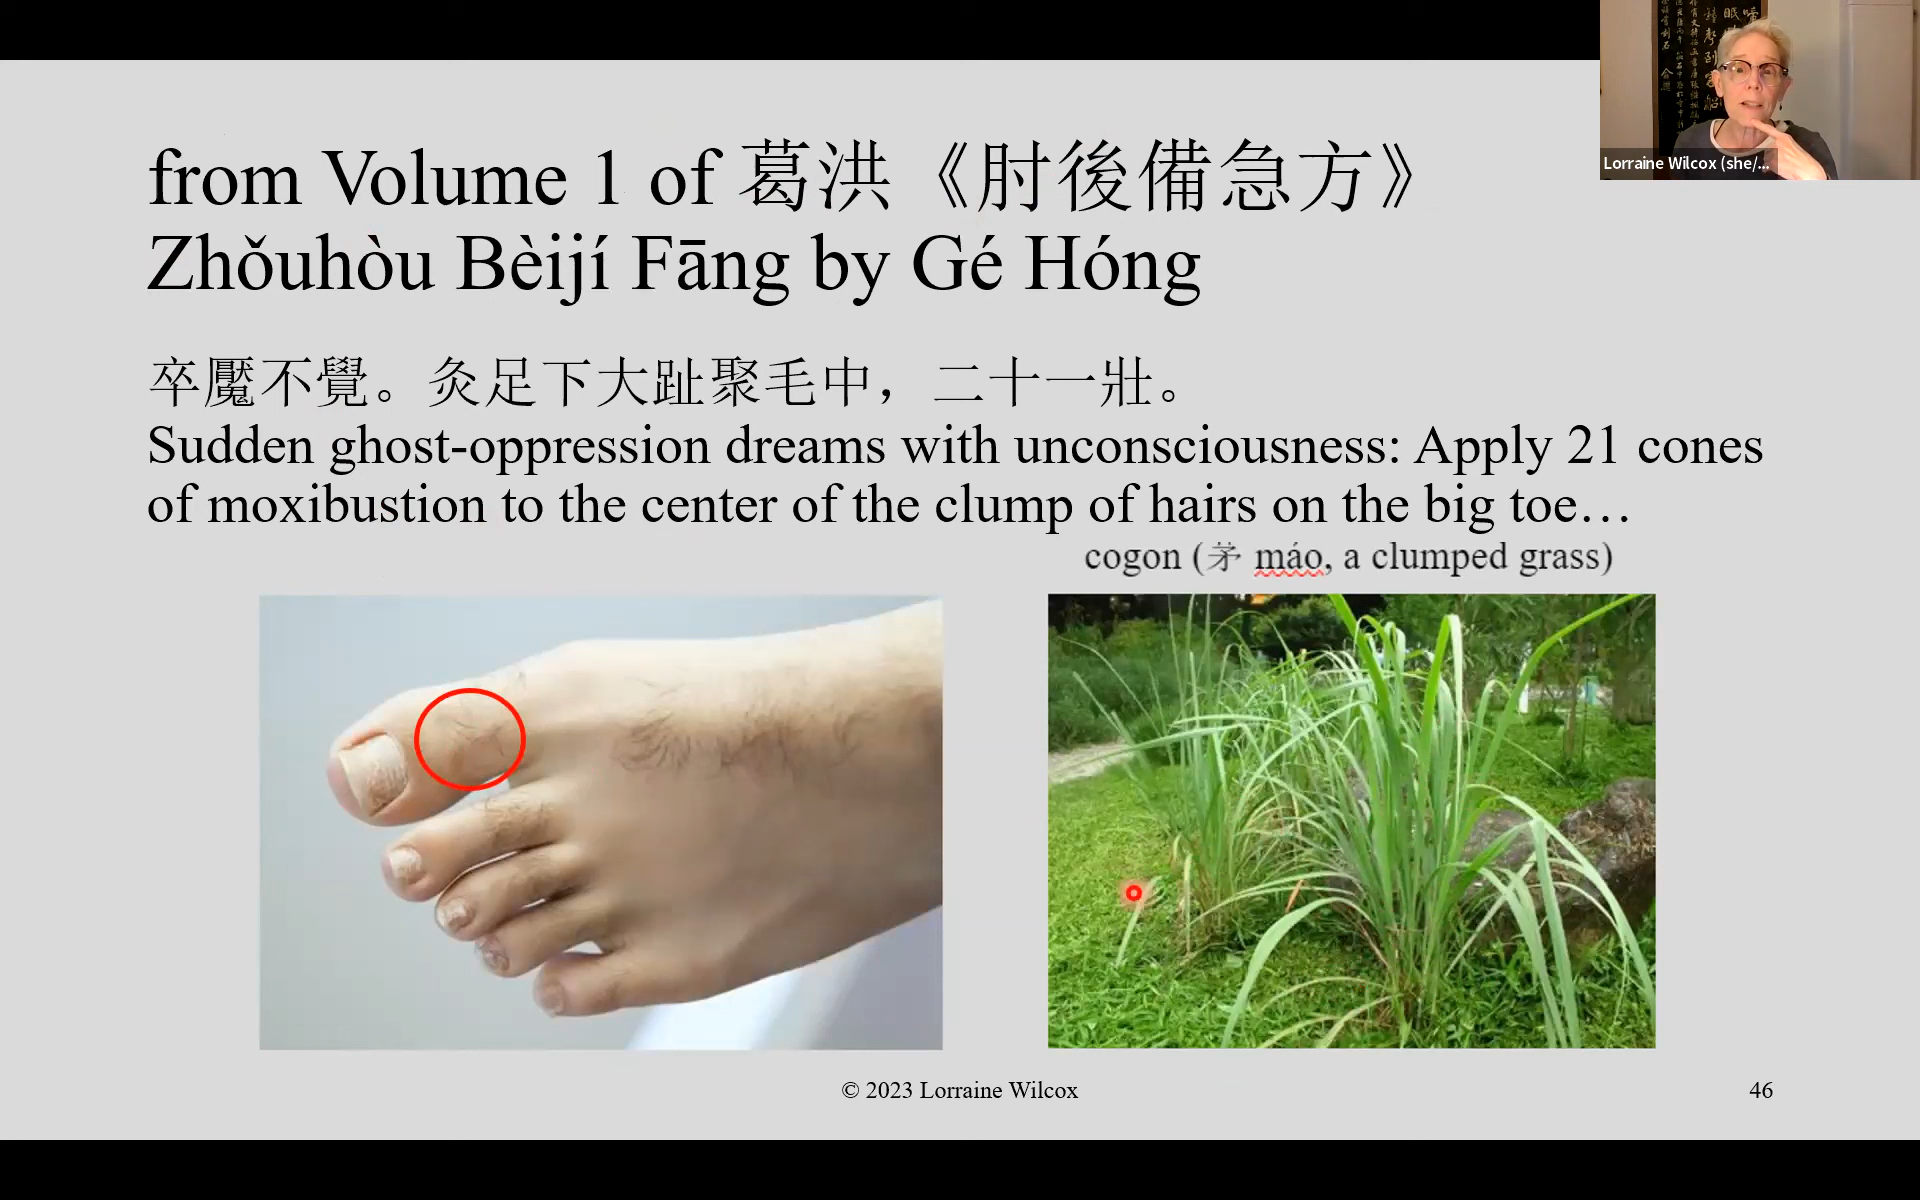 from Volume 1 of 葛洪《肘後備急方》
Zhǒuhòu Bèijí Fāng by Gé Hóng
卒魘不覺。灸足下大趾聚毛中，二十一壯。
Sudden ghost-oppression dreams with unconsciousness: Apply 21 cones
of moxibustion to the center of the clump of hairs on the big toe…
cogon (茅 máo, a clumped grass)
© 2023 Lorraine Wilcox
46
Lorraine Wilcox (she/...